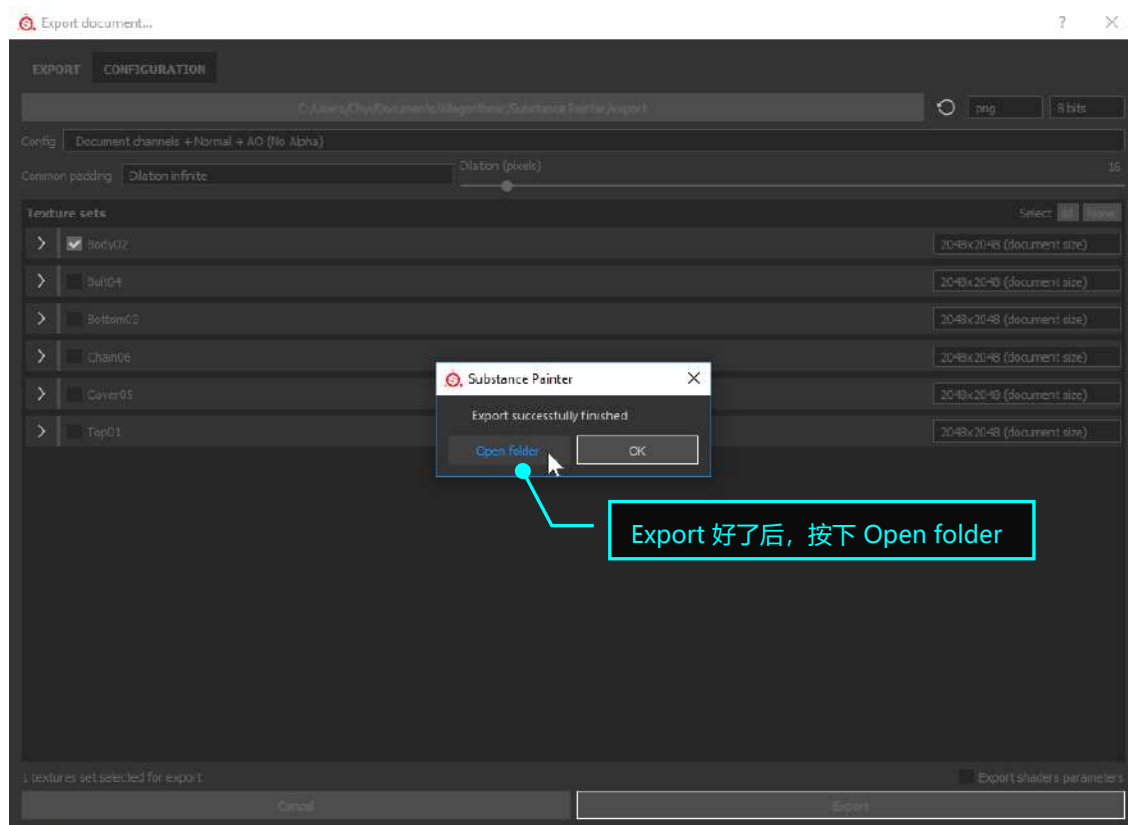 Export document...
EXPORT CONFIGURATION
png 8 bits
Config Document channels + Normal + AO (No Alpha)
Common padding Dilation infinite Dilation (pixels) 16
Texture sets Select All None
Body02 2048x2048 (document size)
2048x2048 (document size)
2048x2048 (document size)
Chain06 2048x2048 (document size)
Cover05 2048x2048 (document size)
Top01 2048x2048 (document size)
Substance Painter
Export successfully finished
Open folder OK
Export 好了后，按下 Open folder
1 textures set selected for export Export shaders parameters
Cancel Export